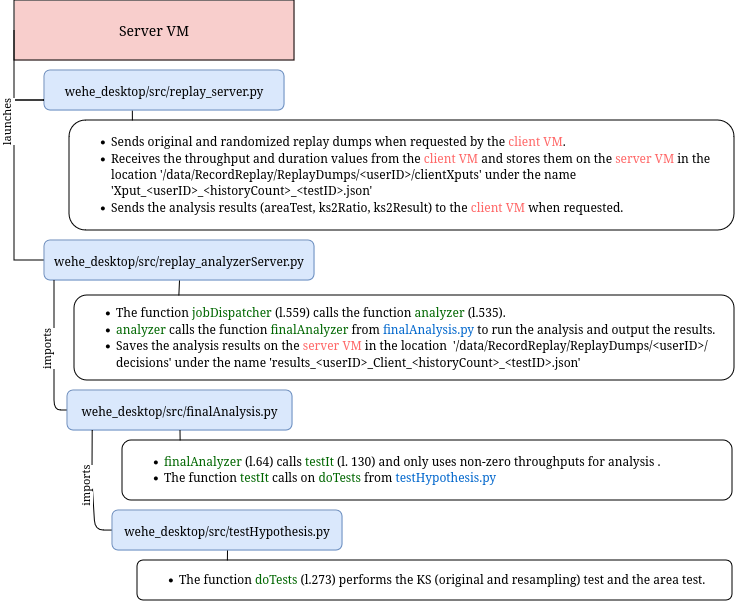 Server VM
wehe_desktop/src/replay_server.py
launches
• Sends original and randomized replay dumps when requested by the client VM.
• Receives the throughput and duration values from the client VM and stores them on the server VM in the
location '/data/RecordReplay/ReplayDumps/<userID>/clientXputs' under the name
'Xput_<userID>_<historyCount>_<testID>.json'
• Sends the analysis results (areaTest, ks2Ratio, ks2Result) to the client VM when requested.
wehe_desktop/src/replay_analyzerServer.py
imports
• The function jobDispatcher (l.559) calls the function analyzer (l.535).
• analyzer calls the function finalAnalyzer from finalAnalysis.py to run the analysis and output the results.
• Saves the analysis results on the server VM in the location '/data/RecordReplay/ReplayDumps/<userID>/
decisions' under the name 'results_<userID>_Client_<historyCount>_<testID>.json'
wehe_desktop/src/finalAnalysis.py
imports
• finalAnalyzer (l.64) calls testIt (l. 130) and only uses non-zero throughputs for analysis .
• The function testIt calls on doTests from testHypothesis.py
wehe_desktop/src/testHypothesis.py
• The function doTests (l.273) performs the KS (original and resampling) test and the area test.